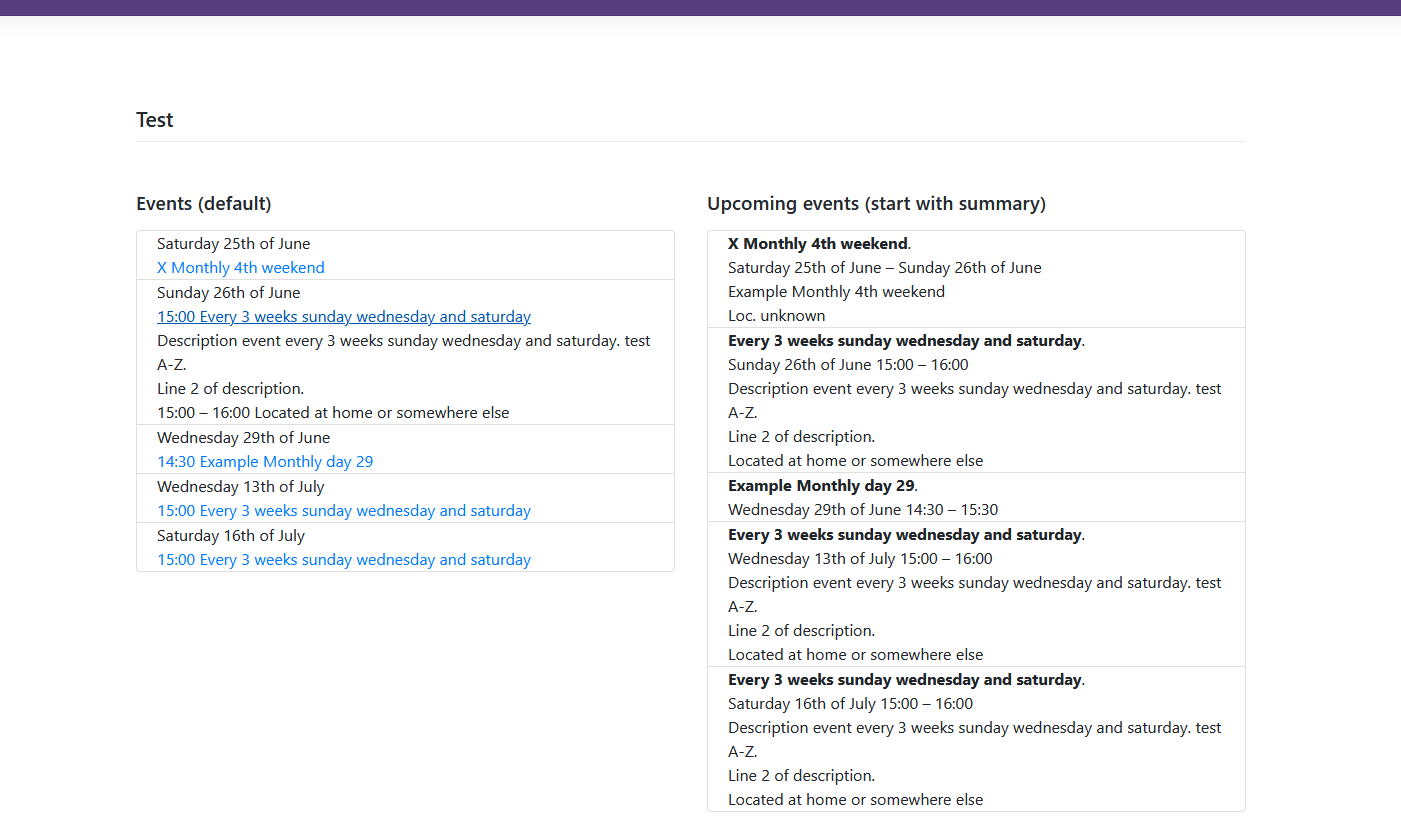 Test
Events (default)
Saturday 25th of June
X Monthly 4th weekend
Sunday 26th of June
15:00 Every 3 weeks sunday wednesday and saturday
Description event every 3 weeks sunday wednesday and saturday. test
A-Z.
Line 2 of description.
15:00 – 16:00 Located at home or somewhere else
Wednesday 29th of June
14:30 Example Monthly day 29
Wednesday 13th of July
15:00 Every 3 weeks sunday wednesday and saturday
Saturday 16th of July
15:00 Every 3 weeks sunday wednesday and saturday
Upcoming events (start with summary)
X Monthly 4th weekend.
Saturday 25th of June – Sunday 26th of June
Example Monthly 4th weekend
Loc. unknown
Every 3 weeks sunday wednesday and saturday.
Sunday 26th of June 15:00 – 16:00
Description event every 3 weeks sunday wednesday and saturday. test
A-Z.
Line 2 of description.
Located at home or somewhere else
Example Monthly day 29.
Wednesday 29th of June 14:30 – 15:30
Every 3 weeks sunday wednesday and saturday.
Wednesday 13th of July 15:00 – 16:00
Description event every 3 weeks sunday wednesday and saturday. test
A-Z.
Line 2 of description.
Located at home or somewhere else
Every 3 weeks sunday wednesday and saturday.
Saturday 16th of July 15:00 – 16:00
Description event every 3 weeks sunday wednesday and saturday. test
A-Z.
Line 2 of description.
Located at home or somewhere else